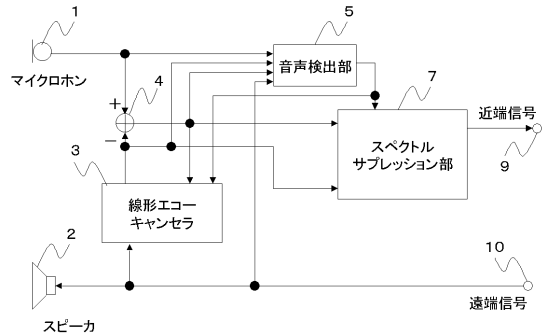 1
マイクロホン
5
音声検出部
+
4
−
7
スペクトル
サプレッション部
近端信号
9
3
線形エコー
キャンセラ
2
スピーカ
10
遠端信号